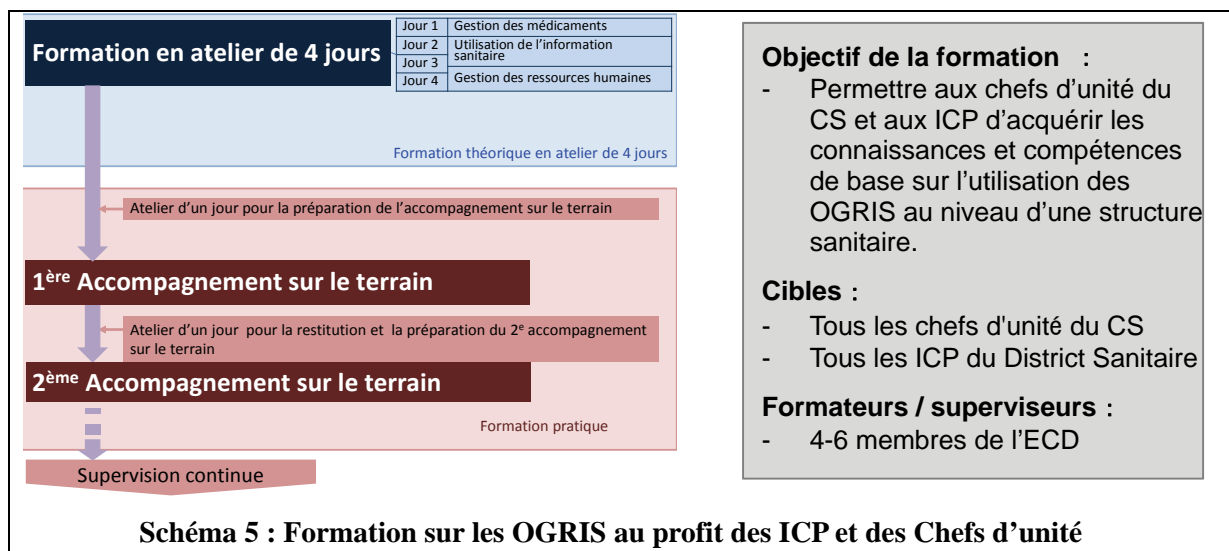 Formation en atelier de 4 jours
Jour 1 Gestion des médicaments
Jour 2 Utilisation de l'information
sanitaire
Jour 3
Jour 4 Gestion des ressources humaines
Formation théorique en atelier de 4 jours
Atelier d'un jour pour la préparation de l'accompagnement sur le terrain
1ère Accompagnement sur le terrain
Atelier d'un jour pour la restitution et la préparation du 2e accompagnement
sur le terrain
2ème Accompagnement sur le terrain
Formation pratique
Supervision continue
Objectif de la formation :
- Permettre aux chefs d'unité du
CS et aux ICP d'acquérir les
connaissances et compétences
de base sur l'utilisation des
OGRIS au niveau d'une structure
sanitaire.
Cibles :
- Tous les chefs d'unité du CS
- Tous les ICP du District Sanitaire
Formateurs / superviseurs :
- 4-6 membres de l'ECD
Schéma 5 : Formation sur les OGRIS au profit des ICP et des Chefs d'unité